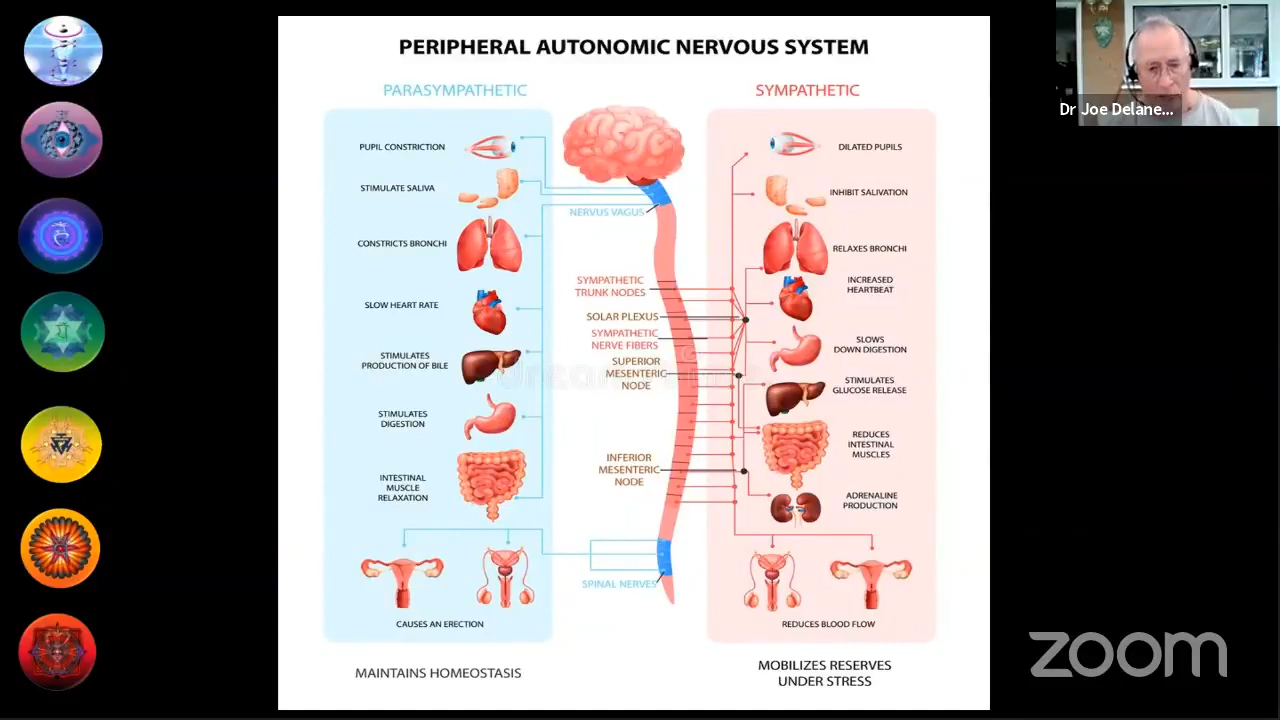 PERIPHERAL AUTONOMIC NERVOUS SYSTEM
PARASYMPATHETIC
PUPIL CONSTRICTION
STIMULATE SALIVA
CONSTRICTS BRONCHI
SLOW HEART RATE
STIMULATES
PRODUCTION OF BILE
STIMULATES
DIGESTION
INTESTINAL
MUSCLE
RELAXATION
CAUSES AN ERECTION
MAINTAINS HOMEOSTASIS
NERVUS VAGUS
SYMPATHETIC
TRUNK NODES
SOLAR PLEXUS
SYMPATHETIC
NERVE FIBERS
SUPERIOR
MESENTERIC
NODE
INFERIOR
MESENTERIC
NODE
SPINAL NERVES
SYMPATHETIC
DILATED PUPILS
INHIBIT SALIVATION
RELAXES BRONCHI
INCREASED
HEARTBEAT
SLOWS
DOWN DIGESTION
STIMULATES
GLUCOSE RELEASE
REDUCES
INTESTINAL
MUSCLES
ADRENALINE
PRODUCTION
REDUCES BLOOD FLOW
MOBILIZES RESERVES
UNDER STRESS
Dr Joe Delane...
zoom